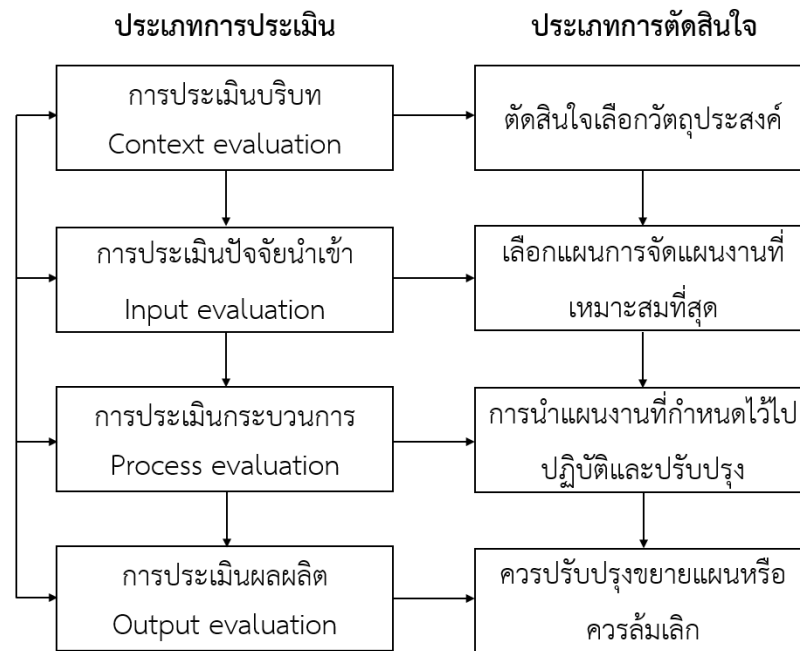 ประเภทการประเมิน
ประเภทการตัดสินใจ
การประเมินบริบท
Context evaluation
ตัดสินใจเลือกวัตถุประสงค์
การประเมินปัจจัยนำเข้า
Input evaluation
เลือกแผนการจัดแผนงานที่
เหมาะสมที่สุด
การประเมินกระบวนการ
Process evaluation
การนำแผนงานที่กำหนดไว้ไป
ปฏิบัติและปรับปรุง
การประเมินผลผลิต
Output evaluation
ควรปรับปรุงขยายแผนหรือ
ควรล้มเลิก